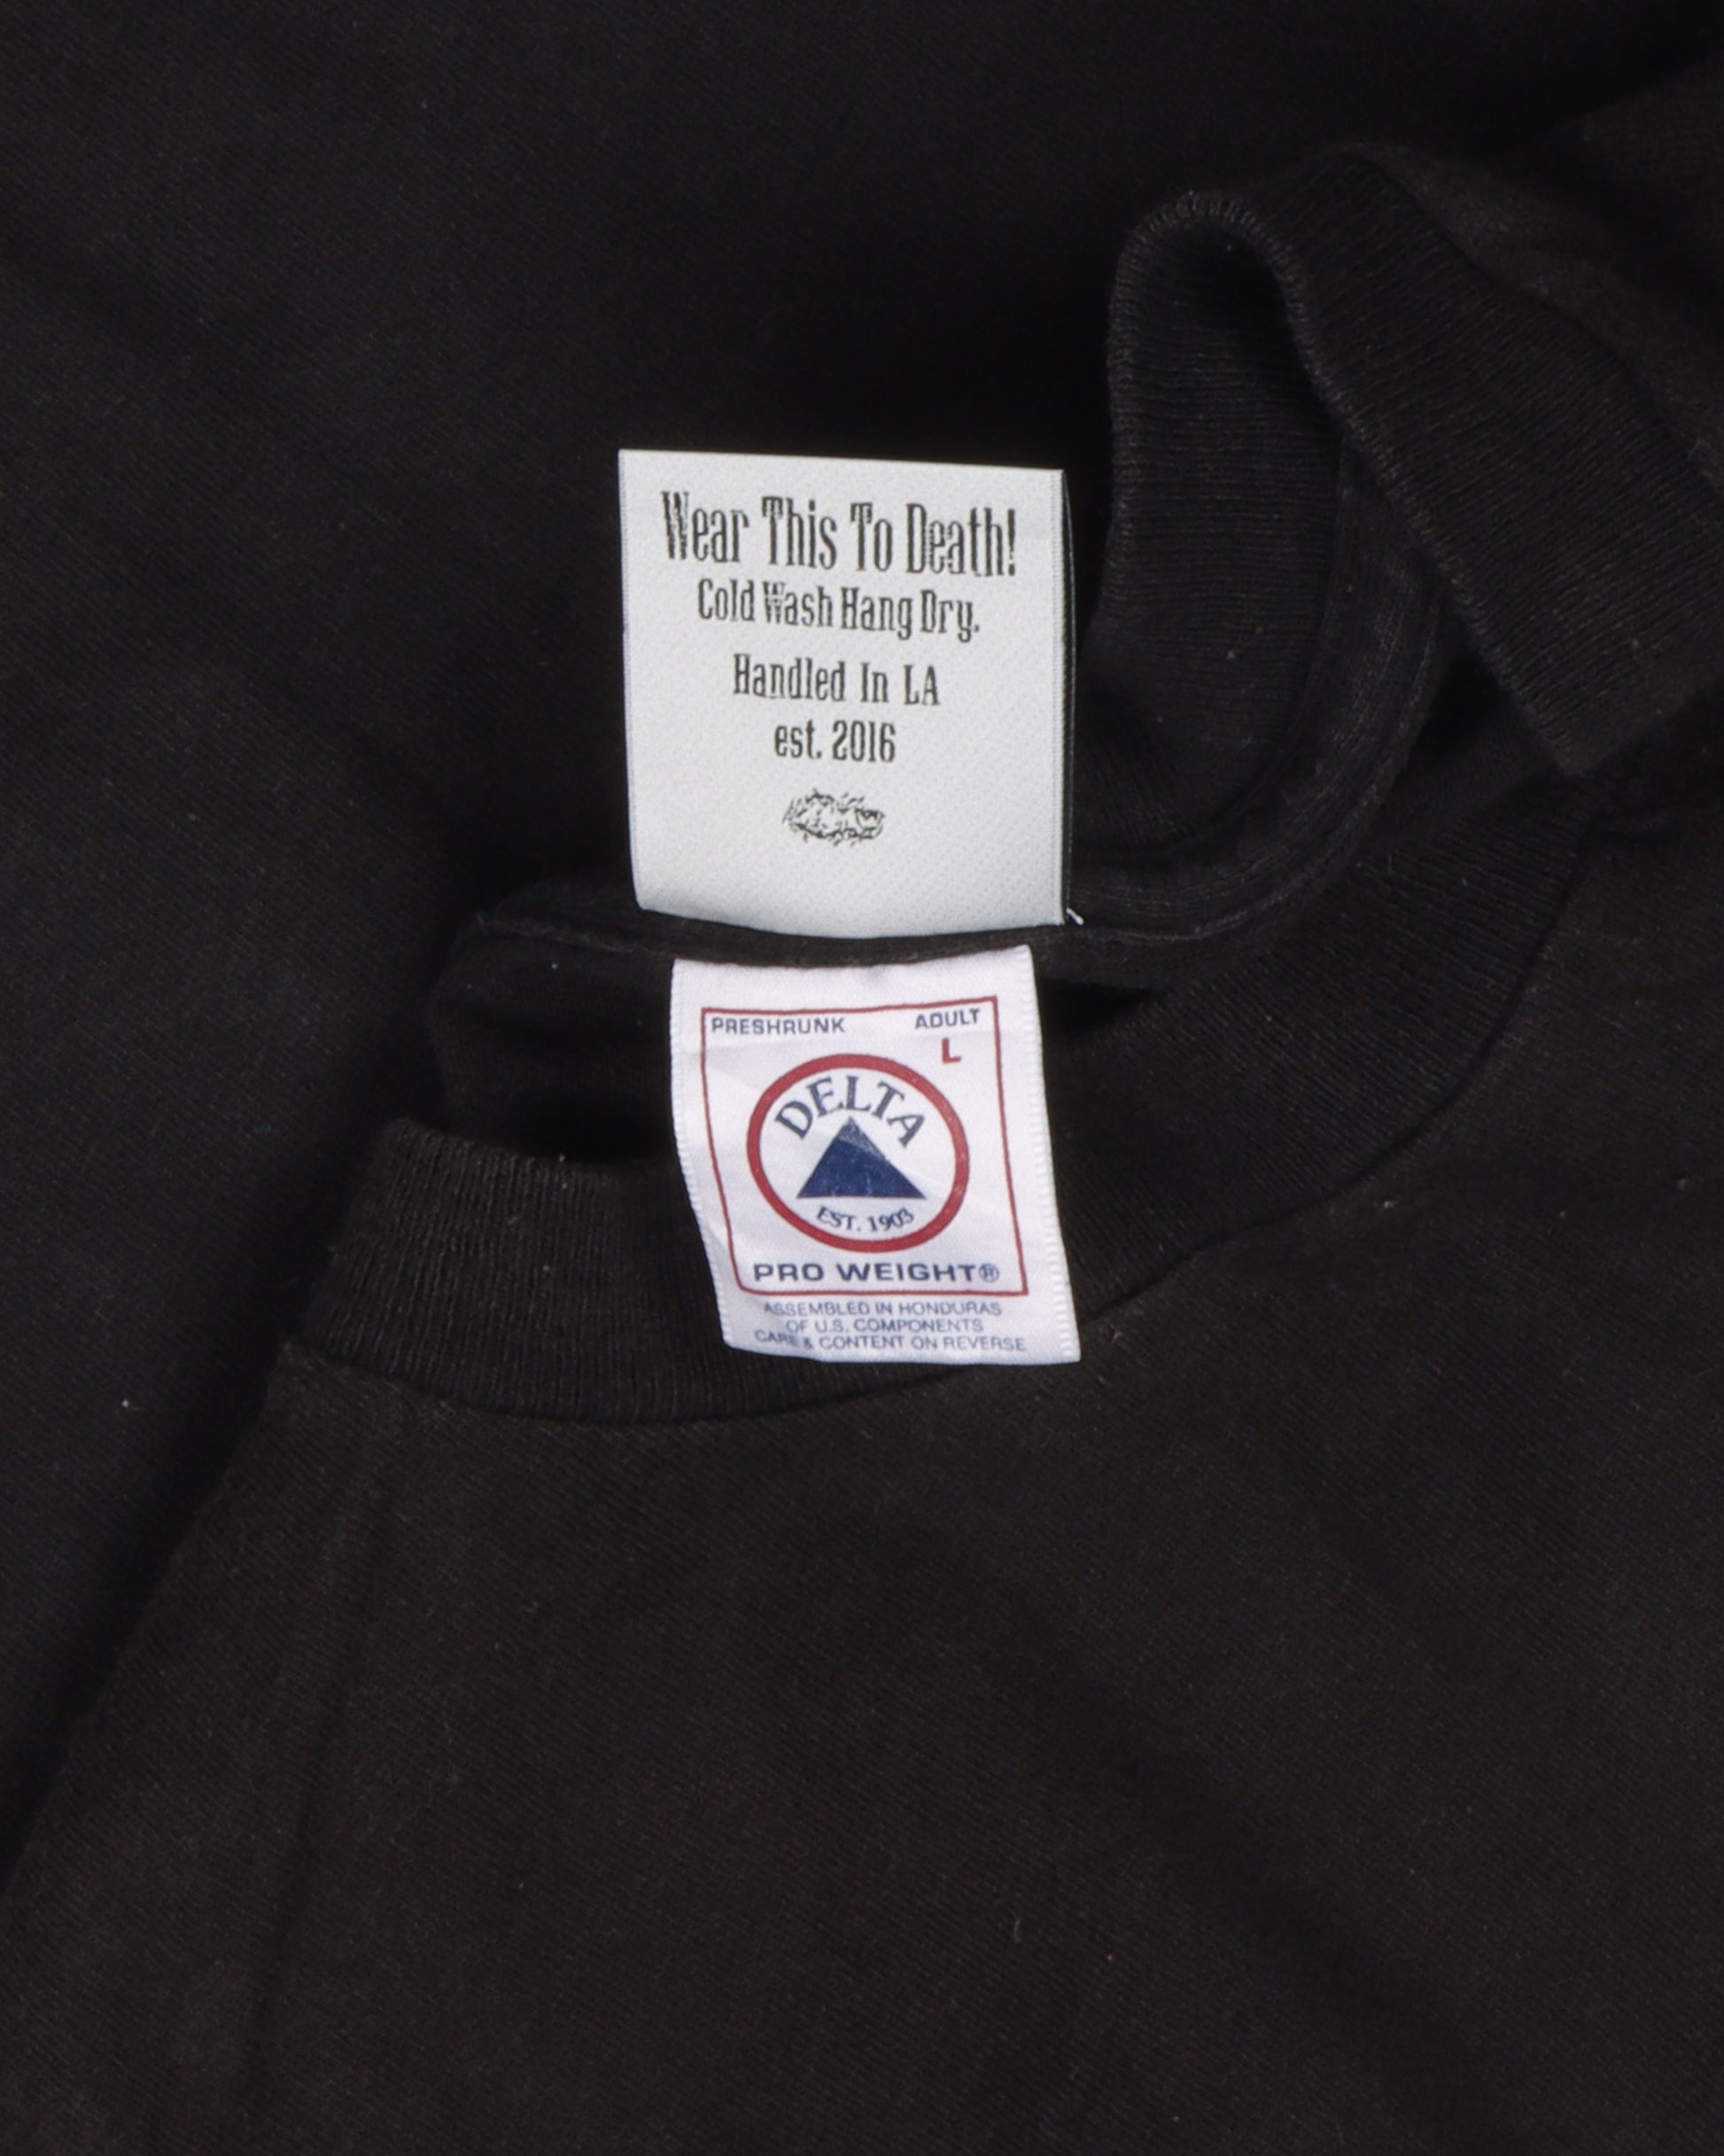 Wear This To Death!
Cold Wash Hang Dry.
Handled In LA
est. 2016
PRESHRUNK ADULT
L
DELTA
EST. 1903
PRO WEIGHT®
ASSEMBLED IN HONDURAS
OF U.S. COMPONENTS
CARE & CONTENT ON REVERSE